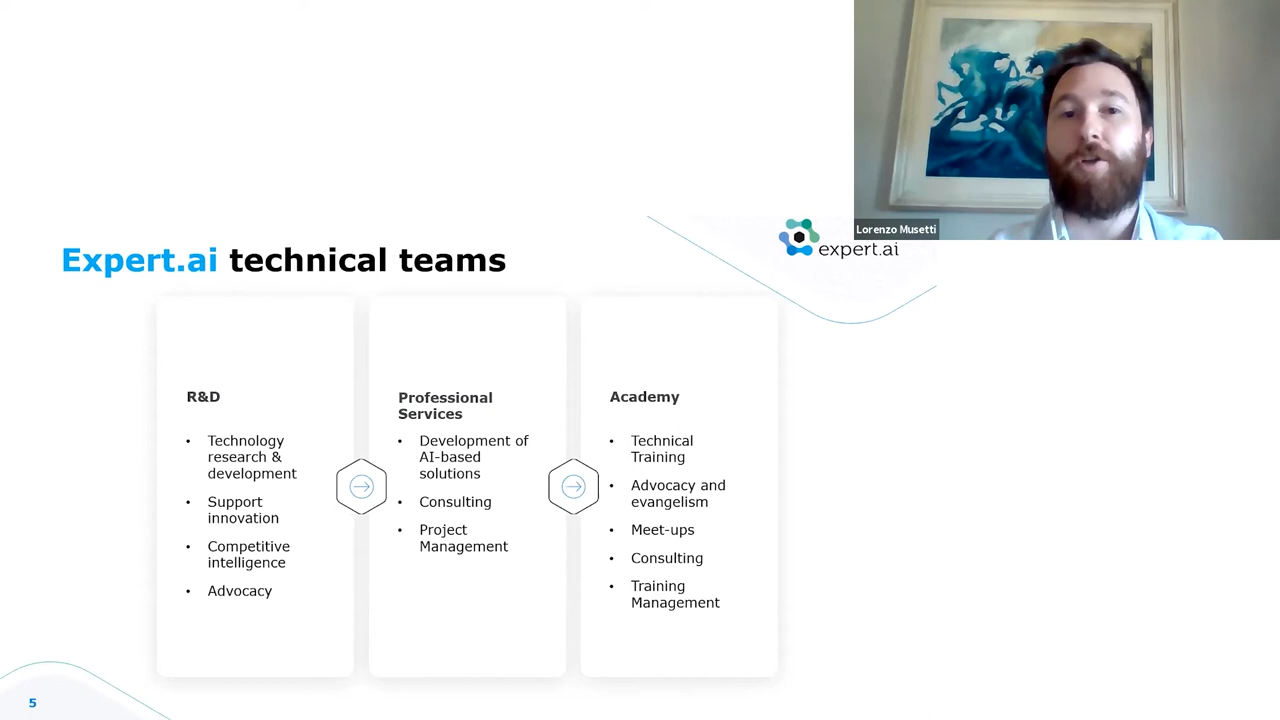 Lorenzo Musetti
expert.ai
Expert.ai technical teams
R&D
• Technology
research &
development
• Support
innovation
• Competitive
intelligence
• Advocacy
Professional
Services
• Development of
AI-based
solutions
• Consulting
• Project
Management
Academy
• Technical
Training
• Advocacy and
evangelism
• Meet-ups
• Consulting
• Training
Management
5